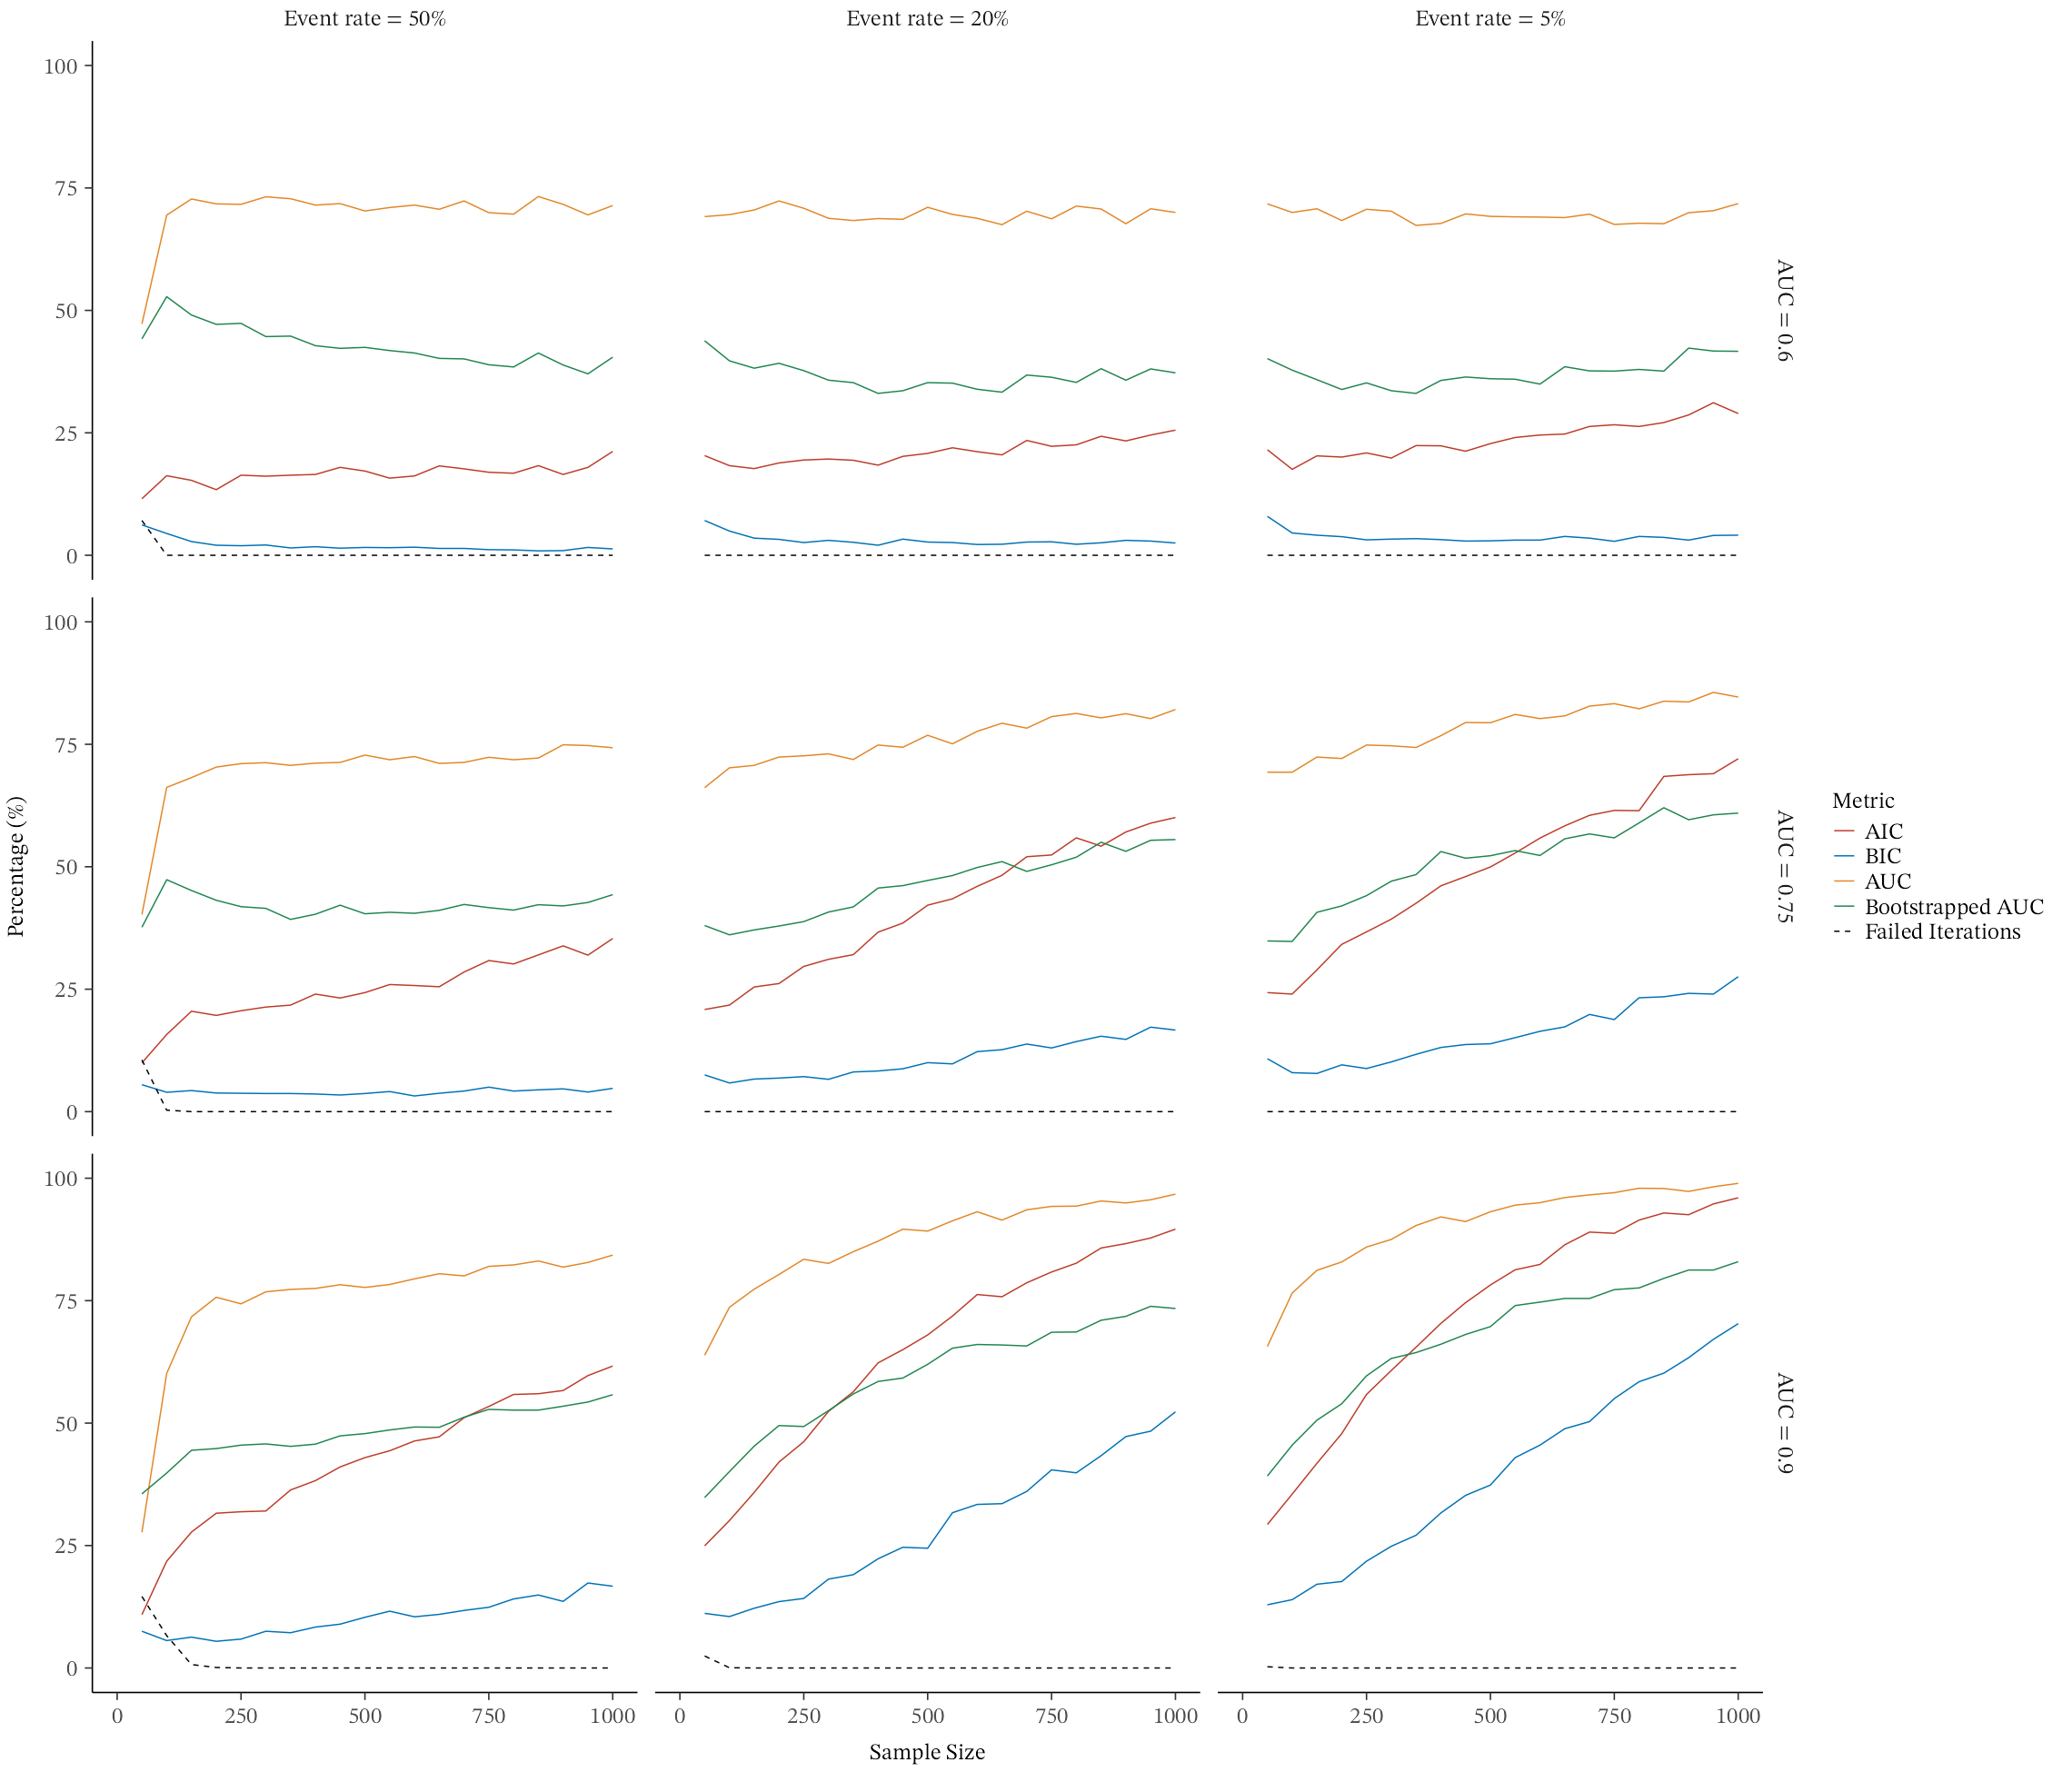 Event rate = 50%
Event rate = 20%
Event rate = 5%
100
75
50
25
0
AUC = 0.6
100
75
50
25
0
AUC = 0.75
Percentage (%)
Metric
AIC
BIC
AUC
Bootstrapped AUC
Failed Iterations
100
75
50
25
0
AUC = 0.9
0 250 500 750 1000
0 250 500 750 1000
0 250 500 750 1000
Sample Size